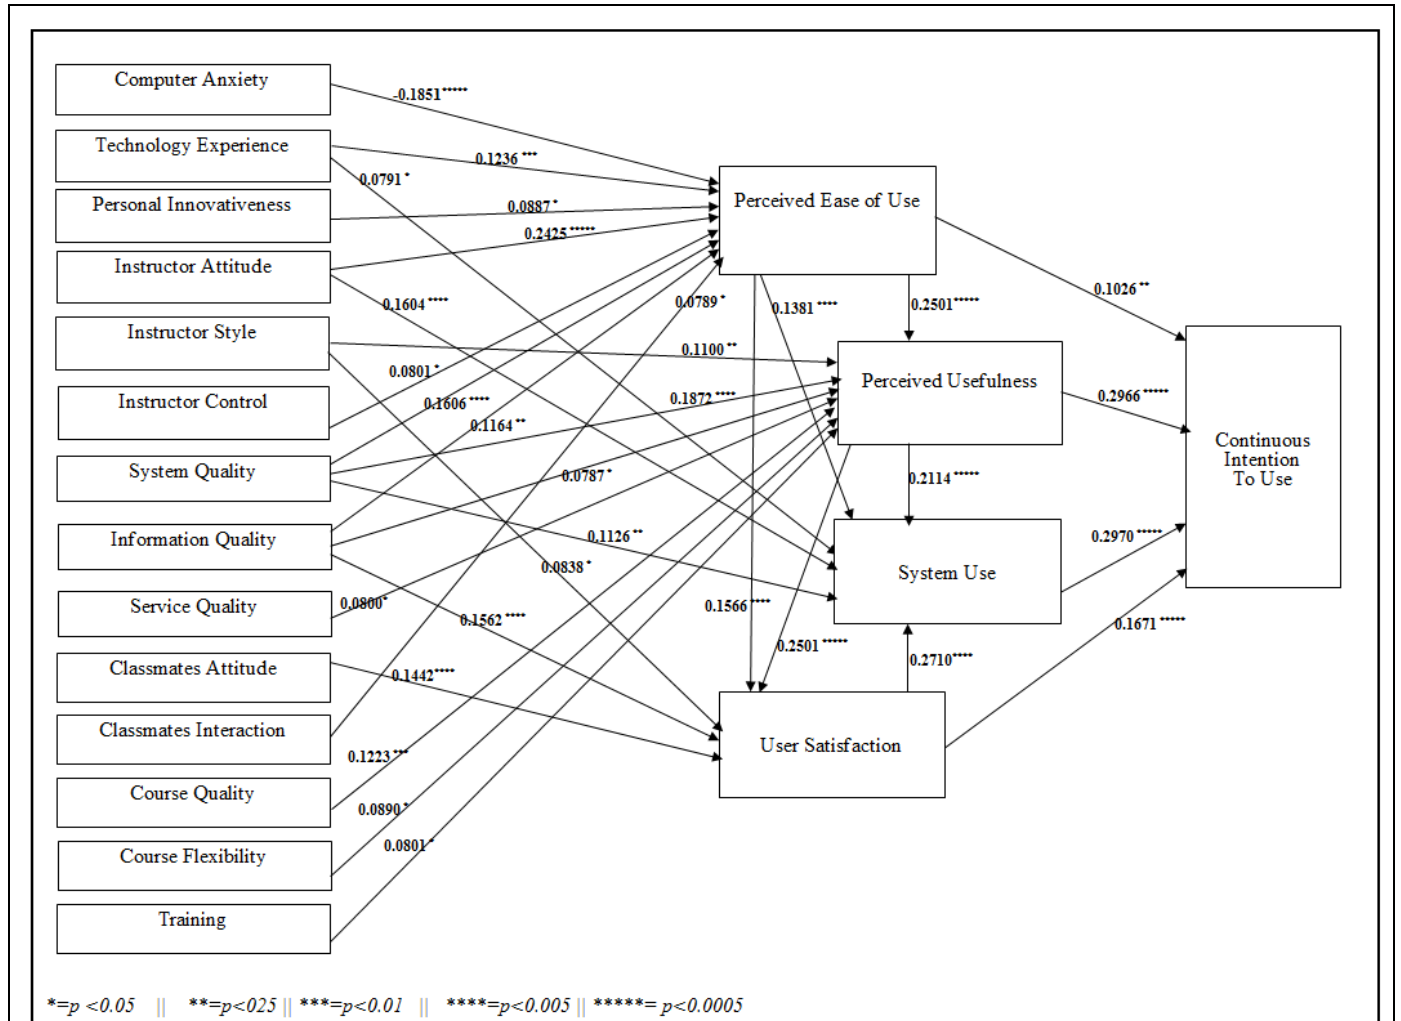 Computer Anxiety
Technology Experience
Personal Innovativeness
Instructor Attitude
Instructor Style
Instructor Control
System Quality
Information Quality
Service Quality
Classmates Attitude
Classmates Interaction
Course Quality
Course Flexibility
Training
-0.1851*****
0.1236 ***
0.0791 *
0.0887 *
0.2425 *****
0.1604 ****
0.0789 *
0.1381 ****
0.2501*****
0.1026 **
0.1100 **
0.0801 *
0.1606 ****
0.1164 **
0.1872 ****
0.2966 *****
0.0787 *
0.2114 *****
0.1126 **
0.2970 *****
0.0838 *
0.0800*
0.1562 ****
0.1566 ****
0.1671 *****
0.2501 *****
0.2710****
0.1442****
0.1223 ***
0.0890 *
0.0801 *
Perceived Ease of Use
Perceived Usefulness
System Use
User Satisfaction
Continuous
Intention
To Use
*=p <0.05 || **=p<025 || ***=p<0.01 || ****=p<0.005 || *****= p<0.0005